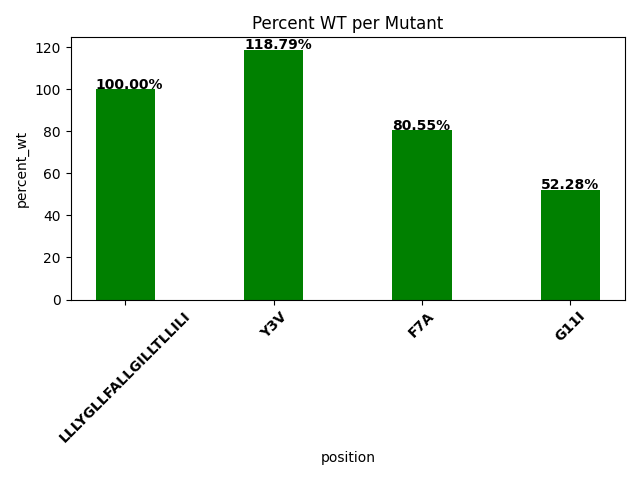 Percent WT per Mutant
percent_wt
120
100
80
60
40
20
0
100.00%
118.79%
80.55%
52.28%
LLLYGLLFALLGILLTLLILI
Y3V
F7A
G11I
position